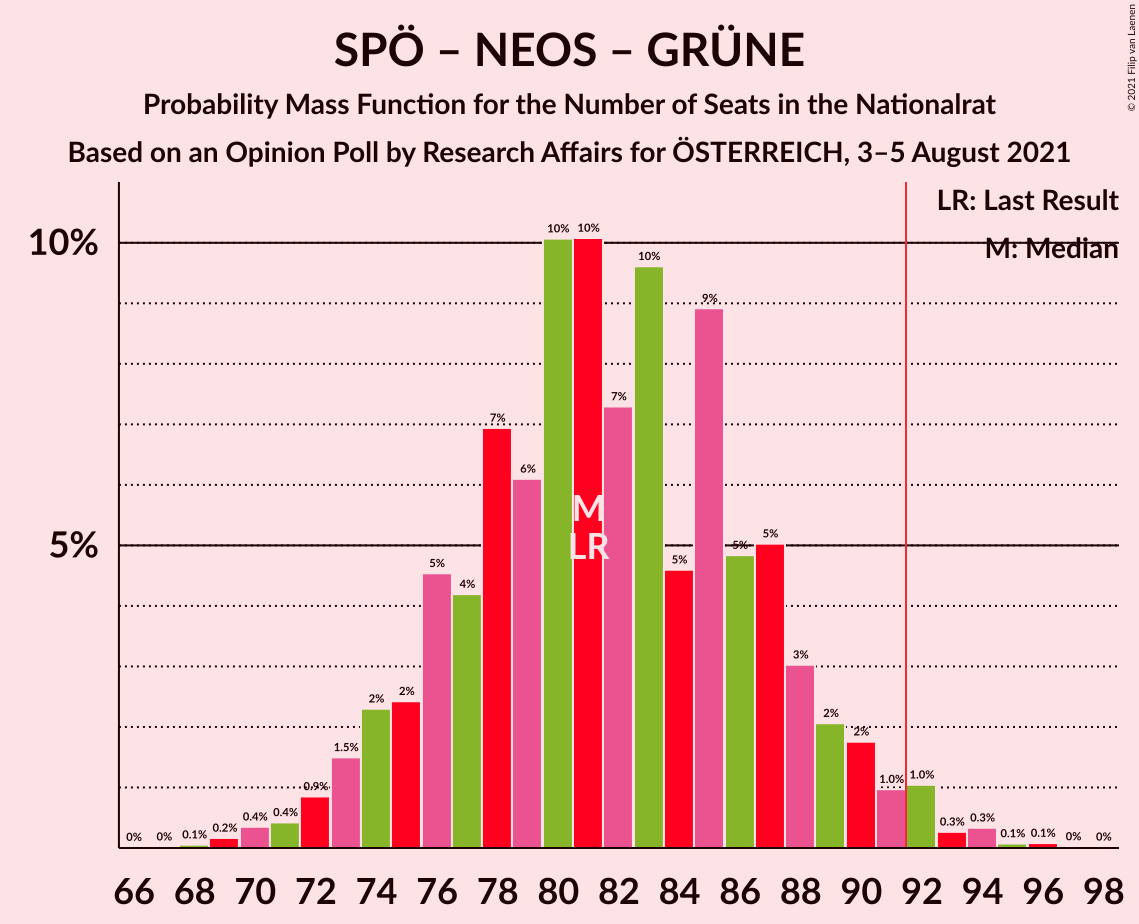 SPÖ – NEOS – GRÜNE
Probability Mass Function for the Number of Seats in the Nationalrat
Based on an Opinion Poll by Research Affairs for ÖSTERREICH, 3–5 August 2021
© 2021 Filip van Laenen
LR: Last Result
M: Median
10%
5%
0% 0% 0.1% 0.2% 0.4% 0.4% 0.9% 1.5% 2% 2% 5% 4% 7% 6% 10% 10% 7% 10% 5% 9% 5% 5% 3% 2% 2% 1.0% 1.0% 0.3% 0.3% 0.1% 0.1% 0% 0%
M
LR
66 68 70 72 74 76 78 80 82 84 86 88 90 92 94 96 98